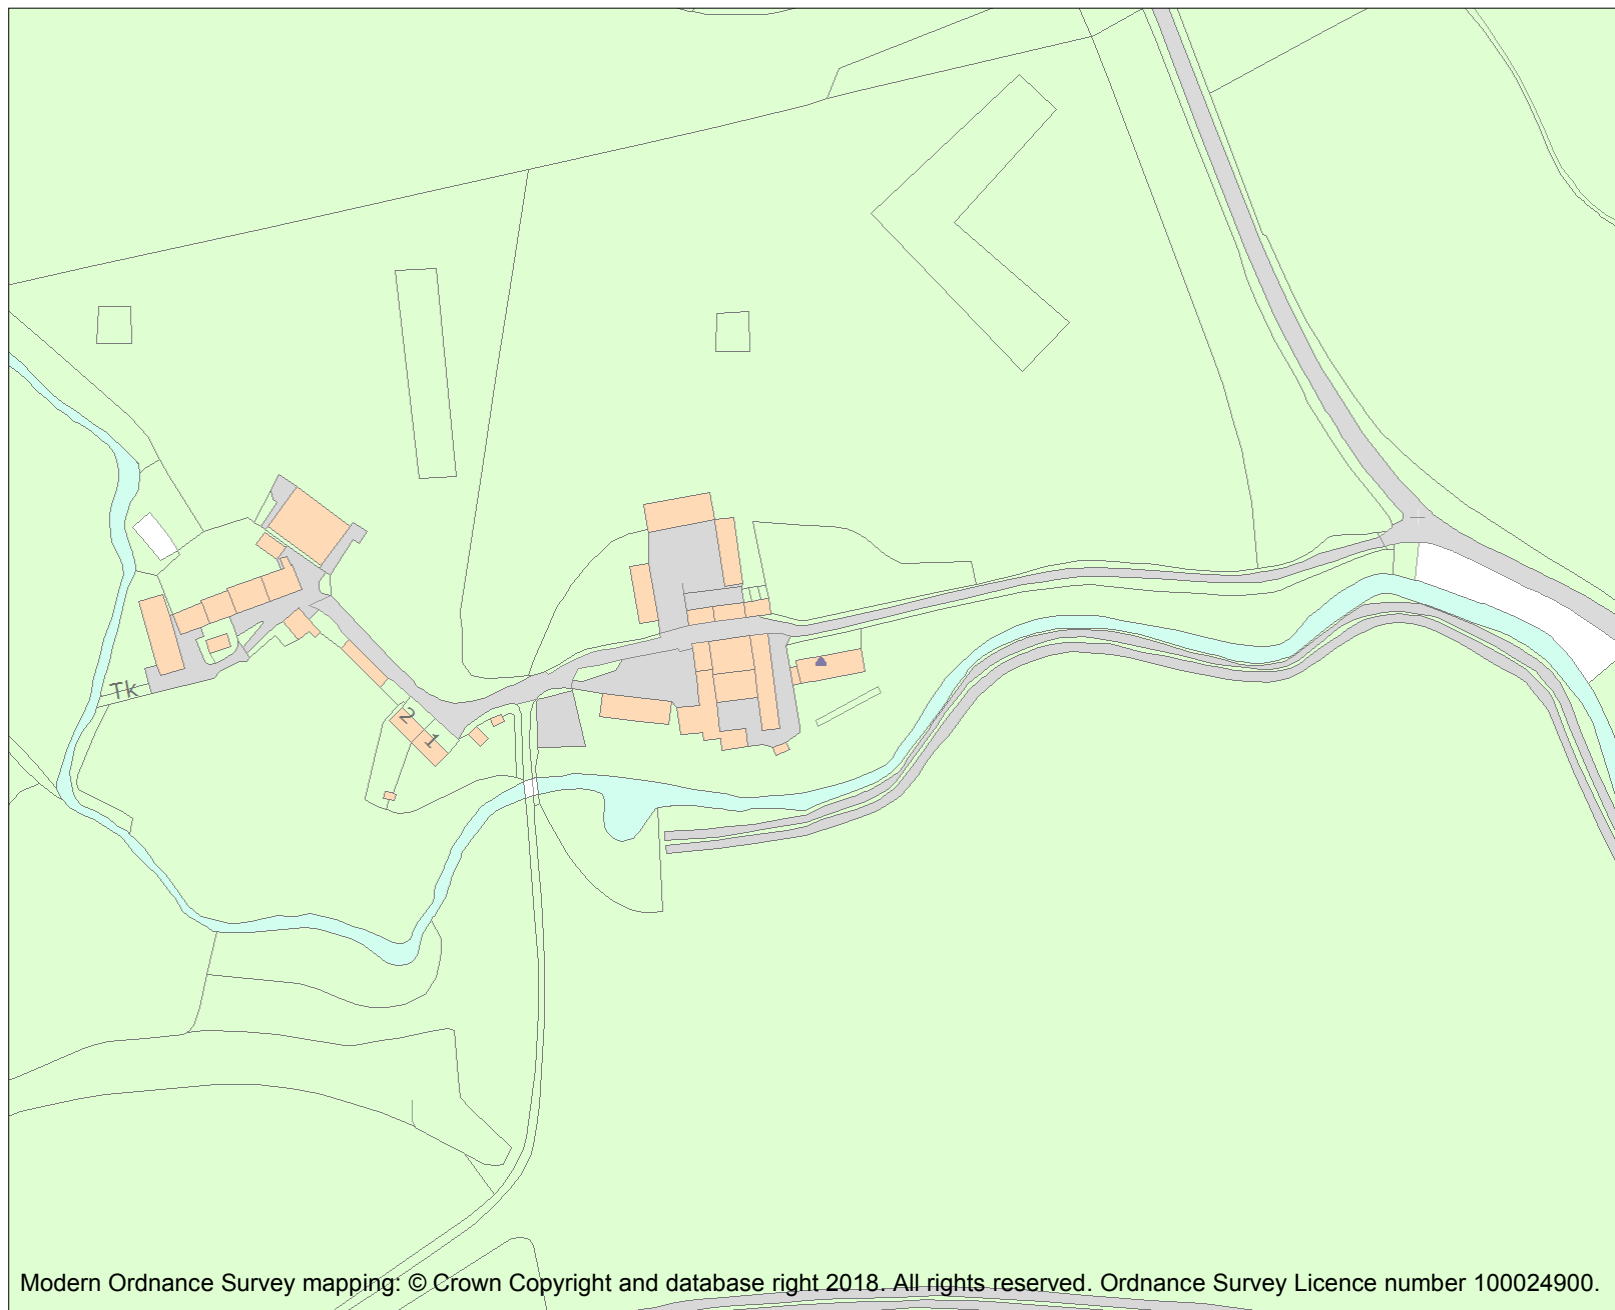 Tk
2
1
Modern Ordnance Survey mapping: © Crown Copyright and database right 2018. All rights reserved. Ordnance Survey Licence number 100024900.